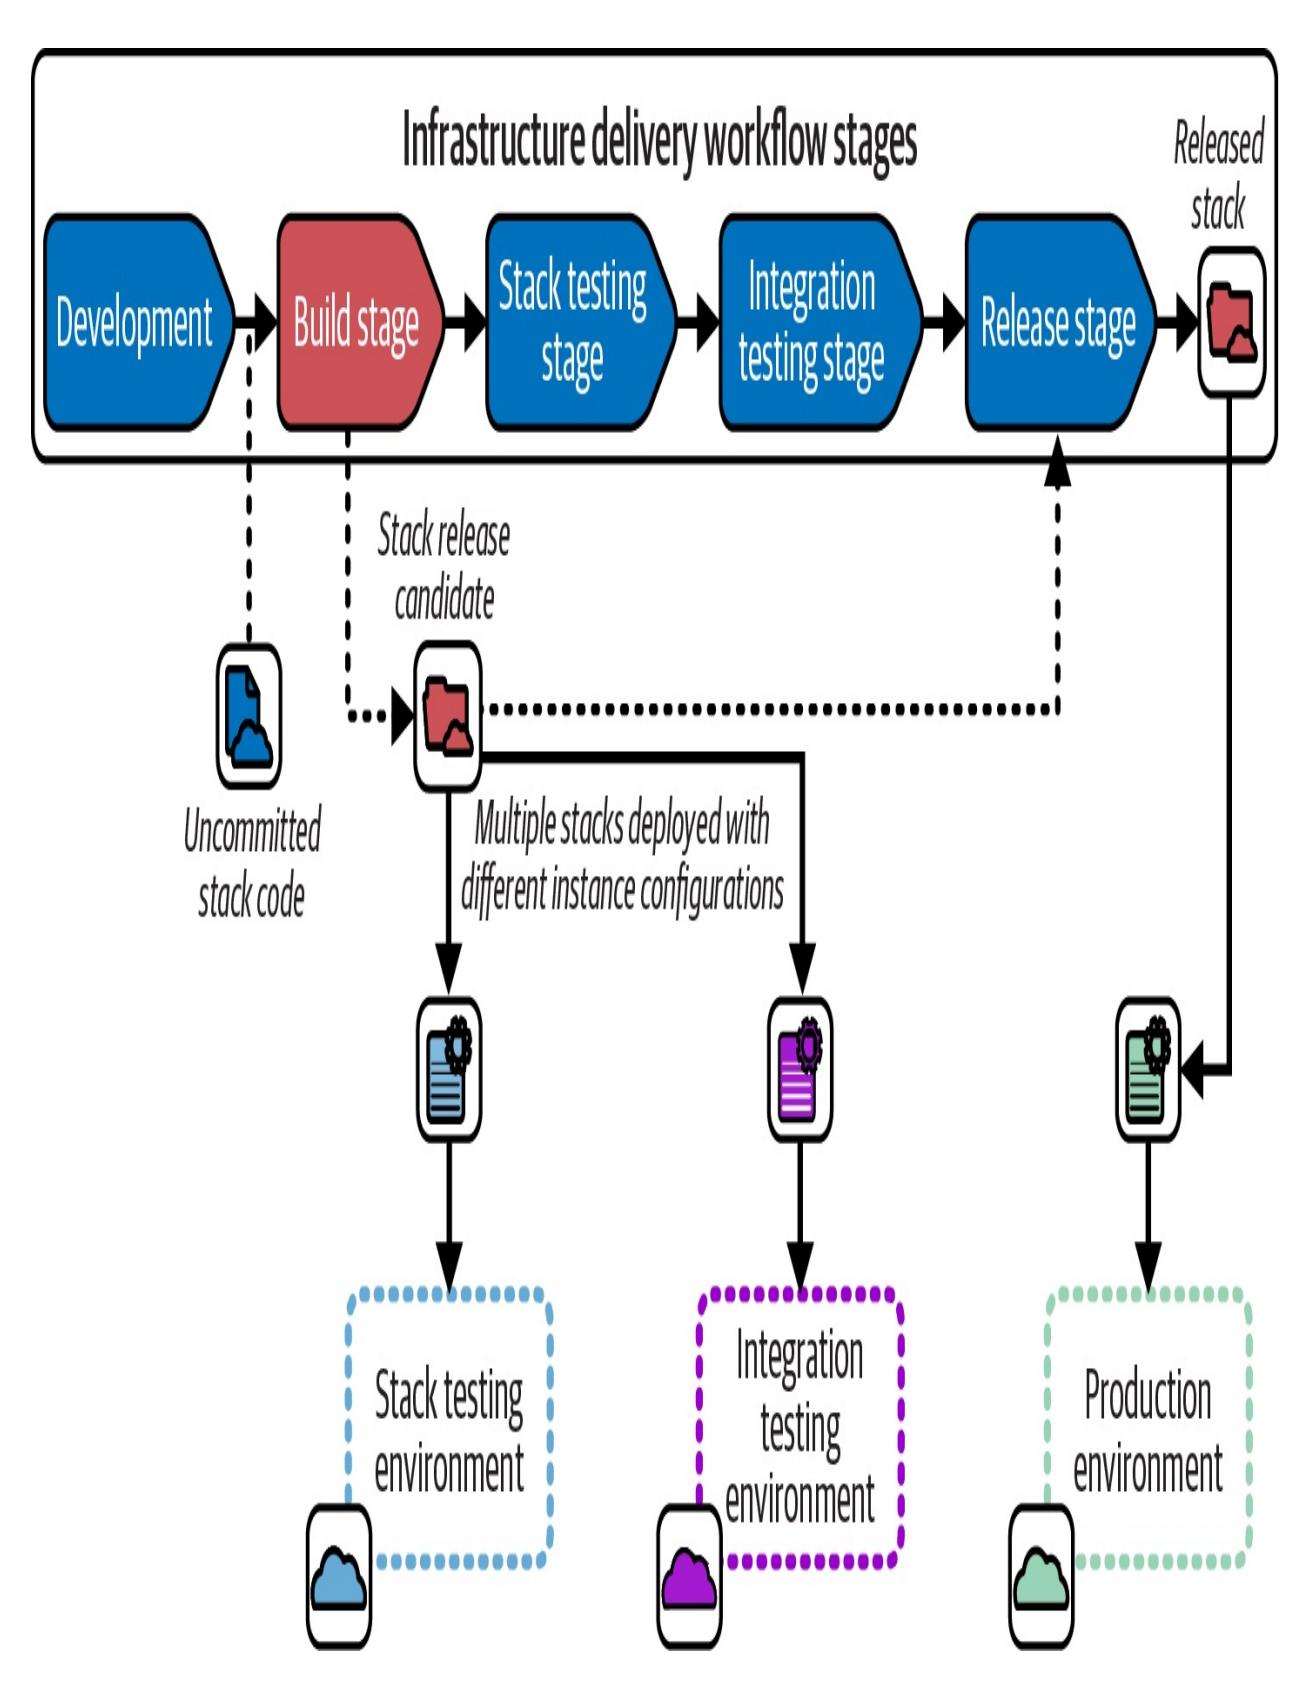 Infrastructure delivery workflow stages
Released
stack
Development
Build stage
Stack testing
stage
Integration
testing stage
Release stage
Stack release
candidate
Uncommitted
stack code
Multiple stacks deployed with
different instance configurations
Stack testing
environment
Integration
testing
environment
Production
environment